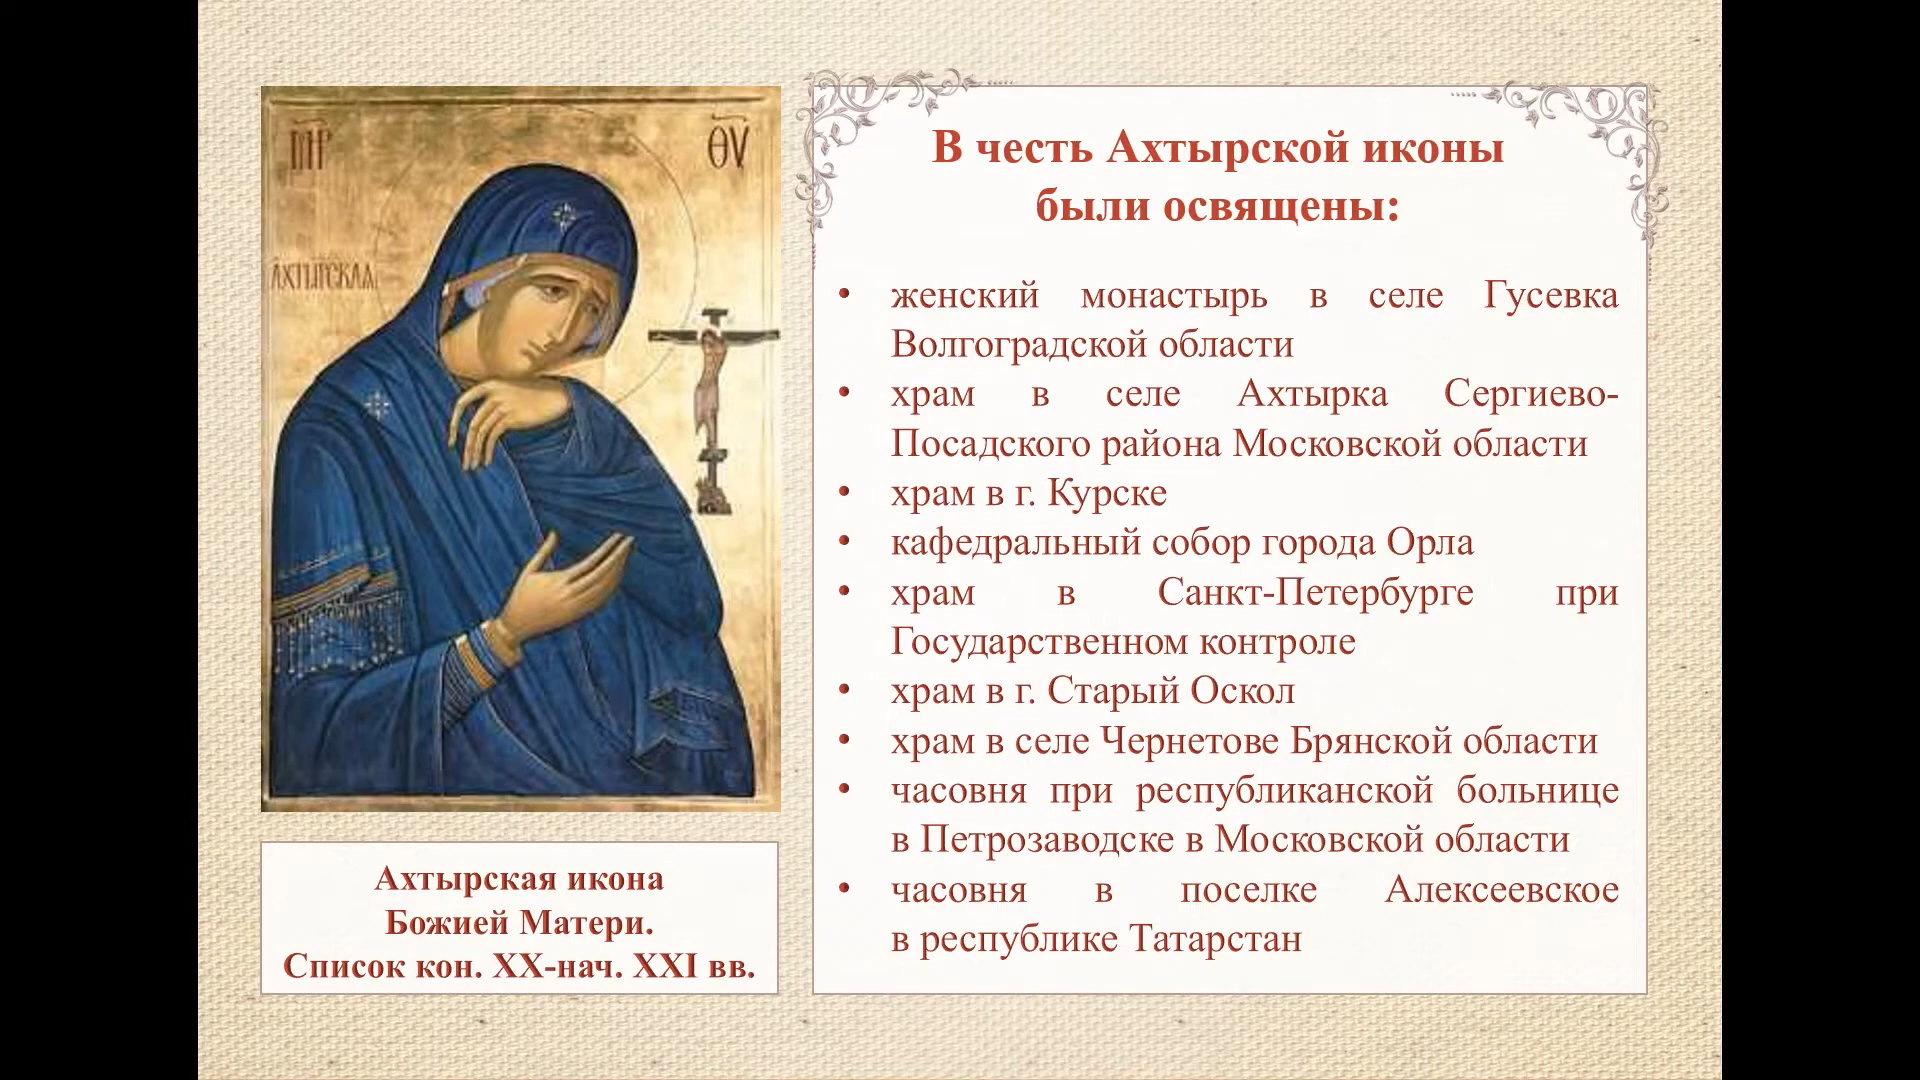 М҃Р
Ѳ҃У
АХТЫРСКАЯ
В честь Ахтырской иконы
были освящены:
• женский монастырь в селе Гусевка
Волгоградской области
• храм в селе Ахтырка Сергиево-
Посадского района Московской области
• храм в г. Курске
• кафедральный собор города Орла
• храм в Санкт-Петербурге при
Государственном контроле
• храм в г. Старый Оскол
• храм в селе Чернетове Брянской области
• часовня при республиканской больнице
в Петрозаводске в Московской области
• часовня в поселке Алексеевское
в республике Татарстан
Ахтырская икона
Божией Матери.
Список кон. XX-нач. XXI вв.